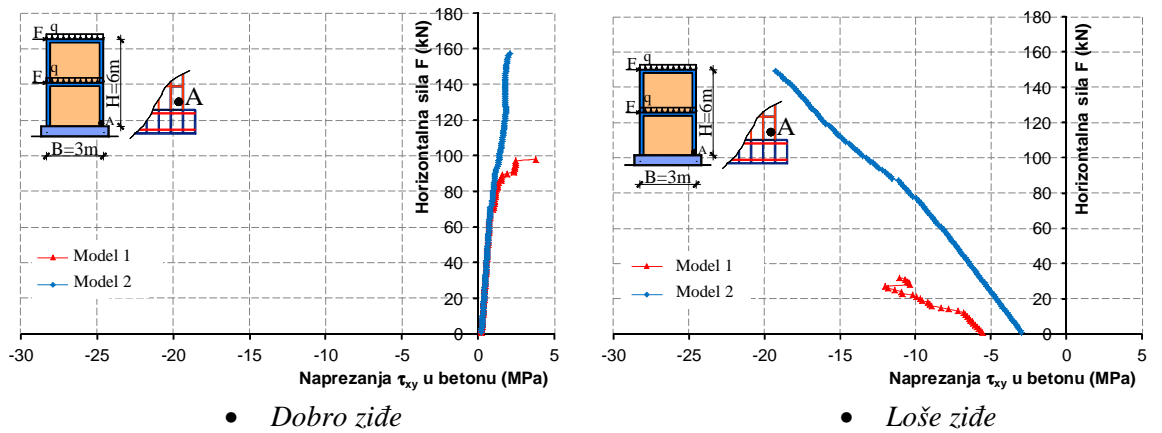 Horizontalna sila F (kN)
180
160
140
120
100
80
60
40
20
0
-30 -25 -20 -15 -10 -5 0 5
Naprezanja τxy u betonu (MPa)
F q
F q
H=6m
A
B=3m
A
Model 1
Model 2
• Dobro ziđe
Horizontalna sila F (kN)
180
160
140
120
100
80
60
40
20
0
-30 -25 -20 -15 -10 -5 0 5
Naprezanja τxy u betonu (MPa)
F q
F q
H=6m
A
B=3m
A
Model 1
Model 2
• Loše ziđe